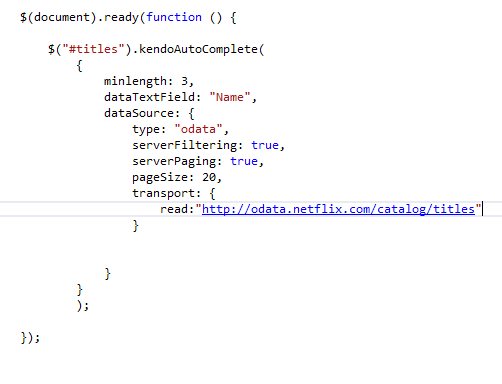 $(document).ready(function () {
$("#titles").kendoAutoComplete(
{
minlength: 3,
dataTextField: "Name",
dataSource: {
type: "odata",
serverFiltering: true,
serverPaging: true,
pageSize: 20,
transport: {
read:"http://odata.netflix.com/catalog/titles"
}
}
}
);
});